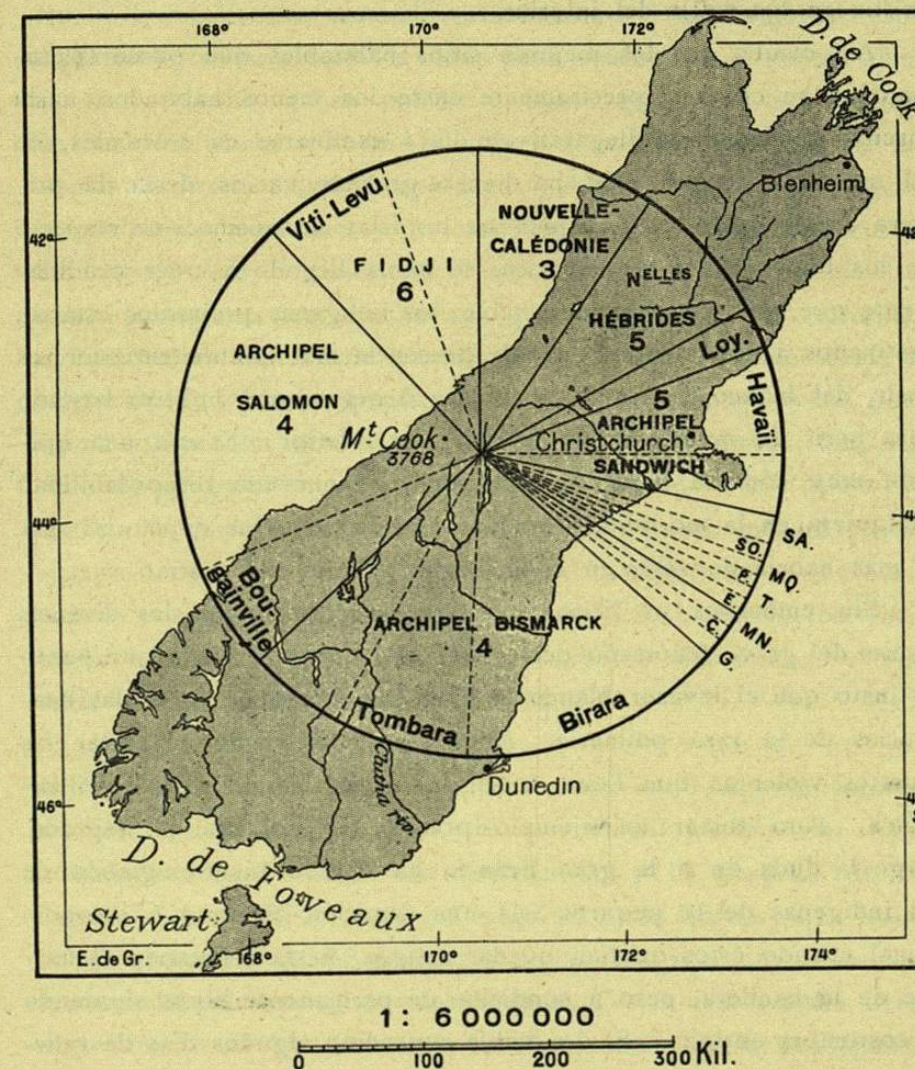 168° 170° 172°
D. de Cook
Blenheim
42°
42
Viti-Levu
FIDJI
6
NOUVELLE-
CALÉDONIE
3
NELLES
HÉBRIDES
5
Loy.
5
Havaïi
ARCHIPEL
SALOMON
4
Mt Cook
3768
ARCHIPEL
Christchurch
SANDWICH
44°
SA.
SO.
MQ
P.
T
E.
MN.
C.
G
Bou-
gainville
ARCHIPEL BISMARCK
4
Tombara
Birara
Clutha riv.
Dunedin
46°
D. de Foveaux
Stewart
E. de Gr.
168° 170° 172° 174°
1: 6 000 000
0 100 200 300 Kil.